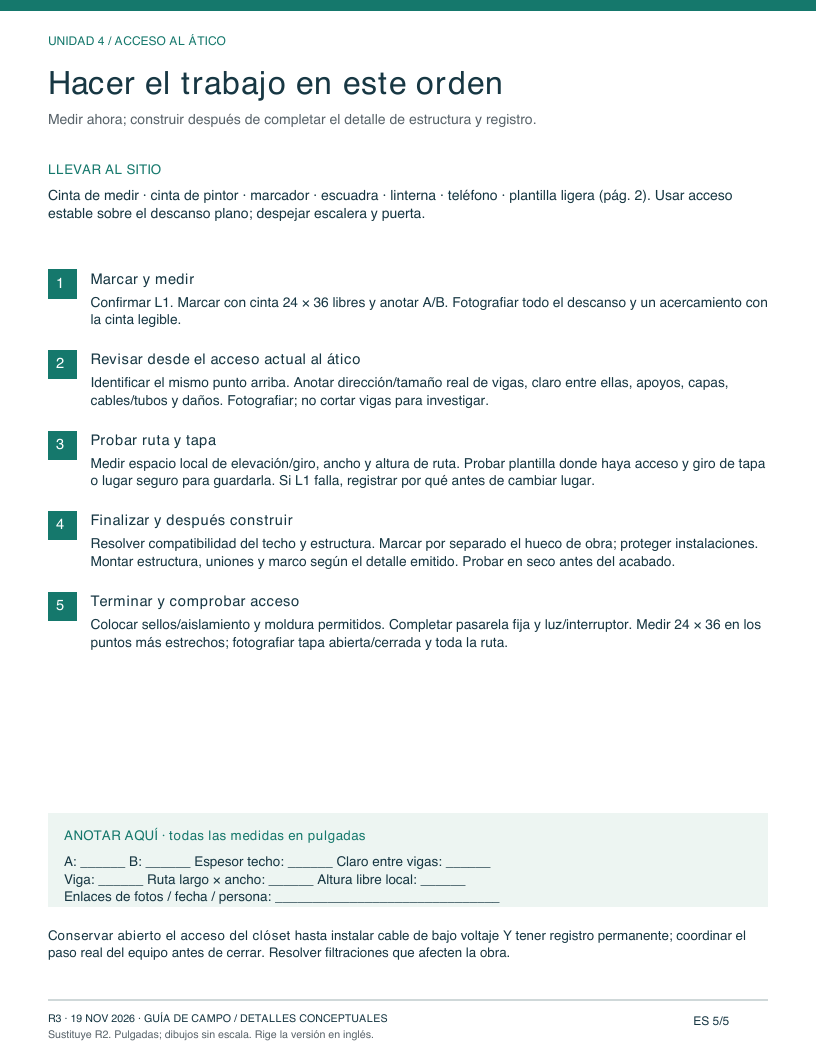 UNIDAD 4 / ACCESO AL ÁTICO
Hacer el trabajo en este orden
Medir ahora; construir después de completar el detalle de estructura y registro.
LLEVAR AL SITIO
Cinta de medir · cinta de pintor · marcador · escuadra · linterna · teléfono · plantilla ligera (pág. 2). Usar acceso
estable sobre el descanso plano; despejar escalera y puerta.
1
Marcar y medir
Confirmar L1. Marcar con cinta 24 × 36 libres y anotar A/B. Fotografiar todo el descanso y un acercamiento con
la cinta legible.
2
Revisar desde el acceso actual al ático
Identificar el mismo punto arriba. Anotar dirección/tamaño real de vigas, claro entre ellas, apoyos, capas,
cables/tubos y daños. Fotografiar; no cortar vigas para investigar.
3
Probar ruta y tapa
Medir espacio local de elevación/giro, ancho y altura de ruta. Probar plantilla donde haya acceso y giro de tapa
o lugar seguro para guardarla. Si L1 falla, registrar por qué antes de cambiar lugar.
4
Finalizar y después construir
Resolver compatibilidad del techo y estructura. Marcar por separado el hueco de obra; proteger instalaciones.
Montar estructura, uniones y marco según el detalle emitido. Probar en seco antes del acabado.
5
Terminar y comprobar acceso
Colocar sellos/aislamiento y moldura permitidos. Completar pasarela fija y luz/interruptor. Medir 24 × 36 en los
puntos más estrechos; fotografiar tapa abierta/cerrada y toda la ruta.
ANOTAR AQUÍ · todas las medidas en pulgadas
A: ______ B: ______ Espesor techo: ______ Claro entre vigas: ______
Viga: ______ Ruta largo × ancho: ______ Altura libre local: ______
Enlaces de fotos / fecha / persona: ______________________________
Conservar abierto el acceso del clóset hasta instalar cable de bajo voltaje Y tener registro permanente; coordinar el
paso real del equipo antes de cerrar. Resolver filtraciones que afecten la obra.
R3 · 19 NOV 2026 · GUÍA DE CAMPO / DETALLES CONCEPTUALES
ES 5/5
Sustituye R2. Pulgadas; dibujos sin escala. Rige la versión en inglés.